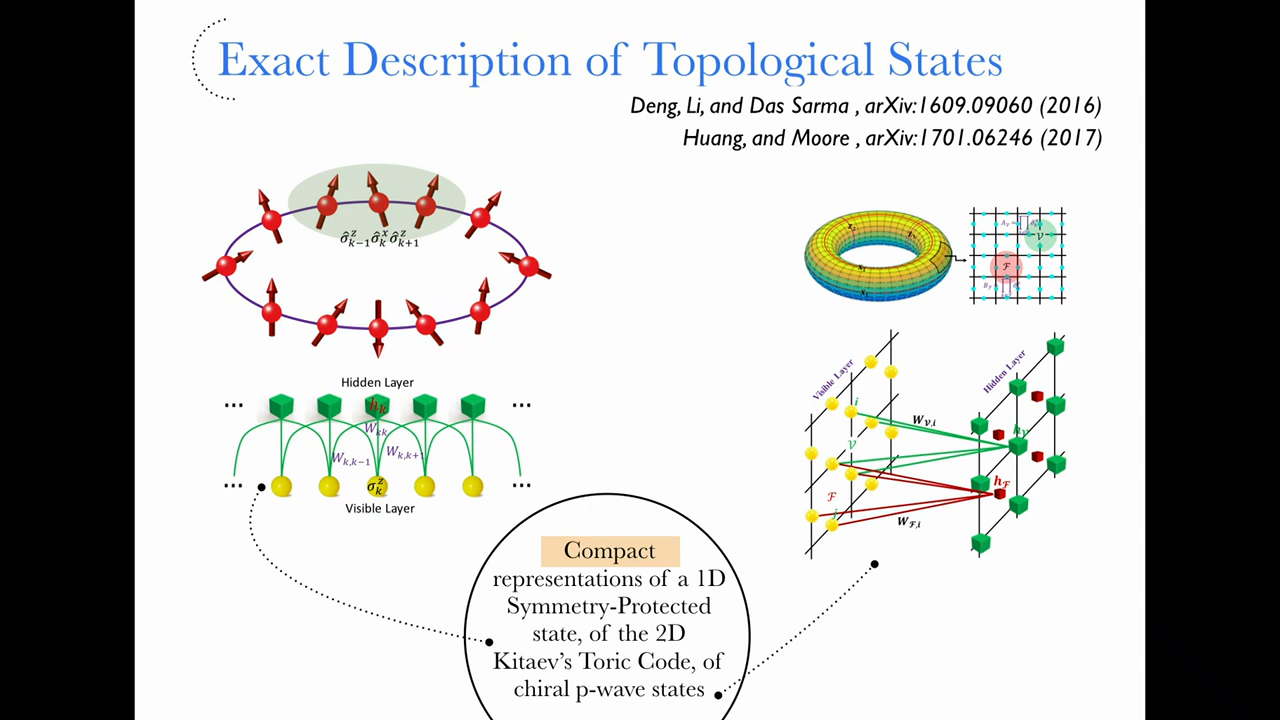 Exact Description of Topological States
Deng, Li, and Das Sarma , arXiv:1609.09060 (2016)
Huang, and Moore , arXiv:1701.06246 (2017)
σ̂ᶻₖ₋₁σ̂ˣₖσ̂ᶻₖ₊₁
Hidden Layer
... hₖ ...
Wₖₖ
Wₖ,ₖ₋₁ Wₖ,ₖ₊₁
... σᶻₖ ...
Visible Layer
𝒱
ℱ
Visible Layer
Hidden Layer
i
W𝒱,i
h𝒱
𝒱
hℱ
ℱ
j
Wℱ,i
Compact
representations of a 1D
Symmetry-Protected
state, of the 2D
Kitaev's Toric Code, of
chiral p-wave states